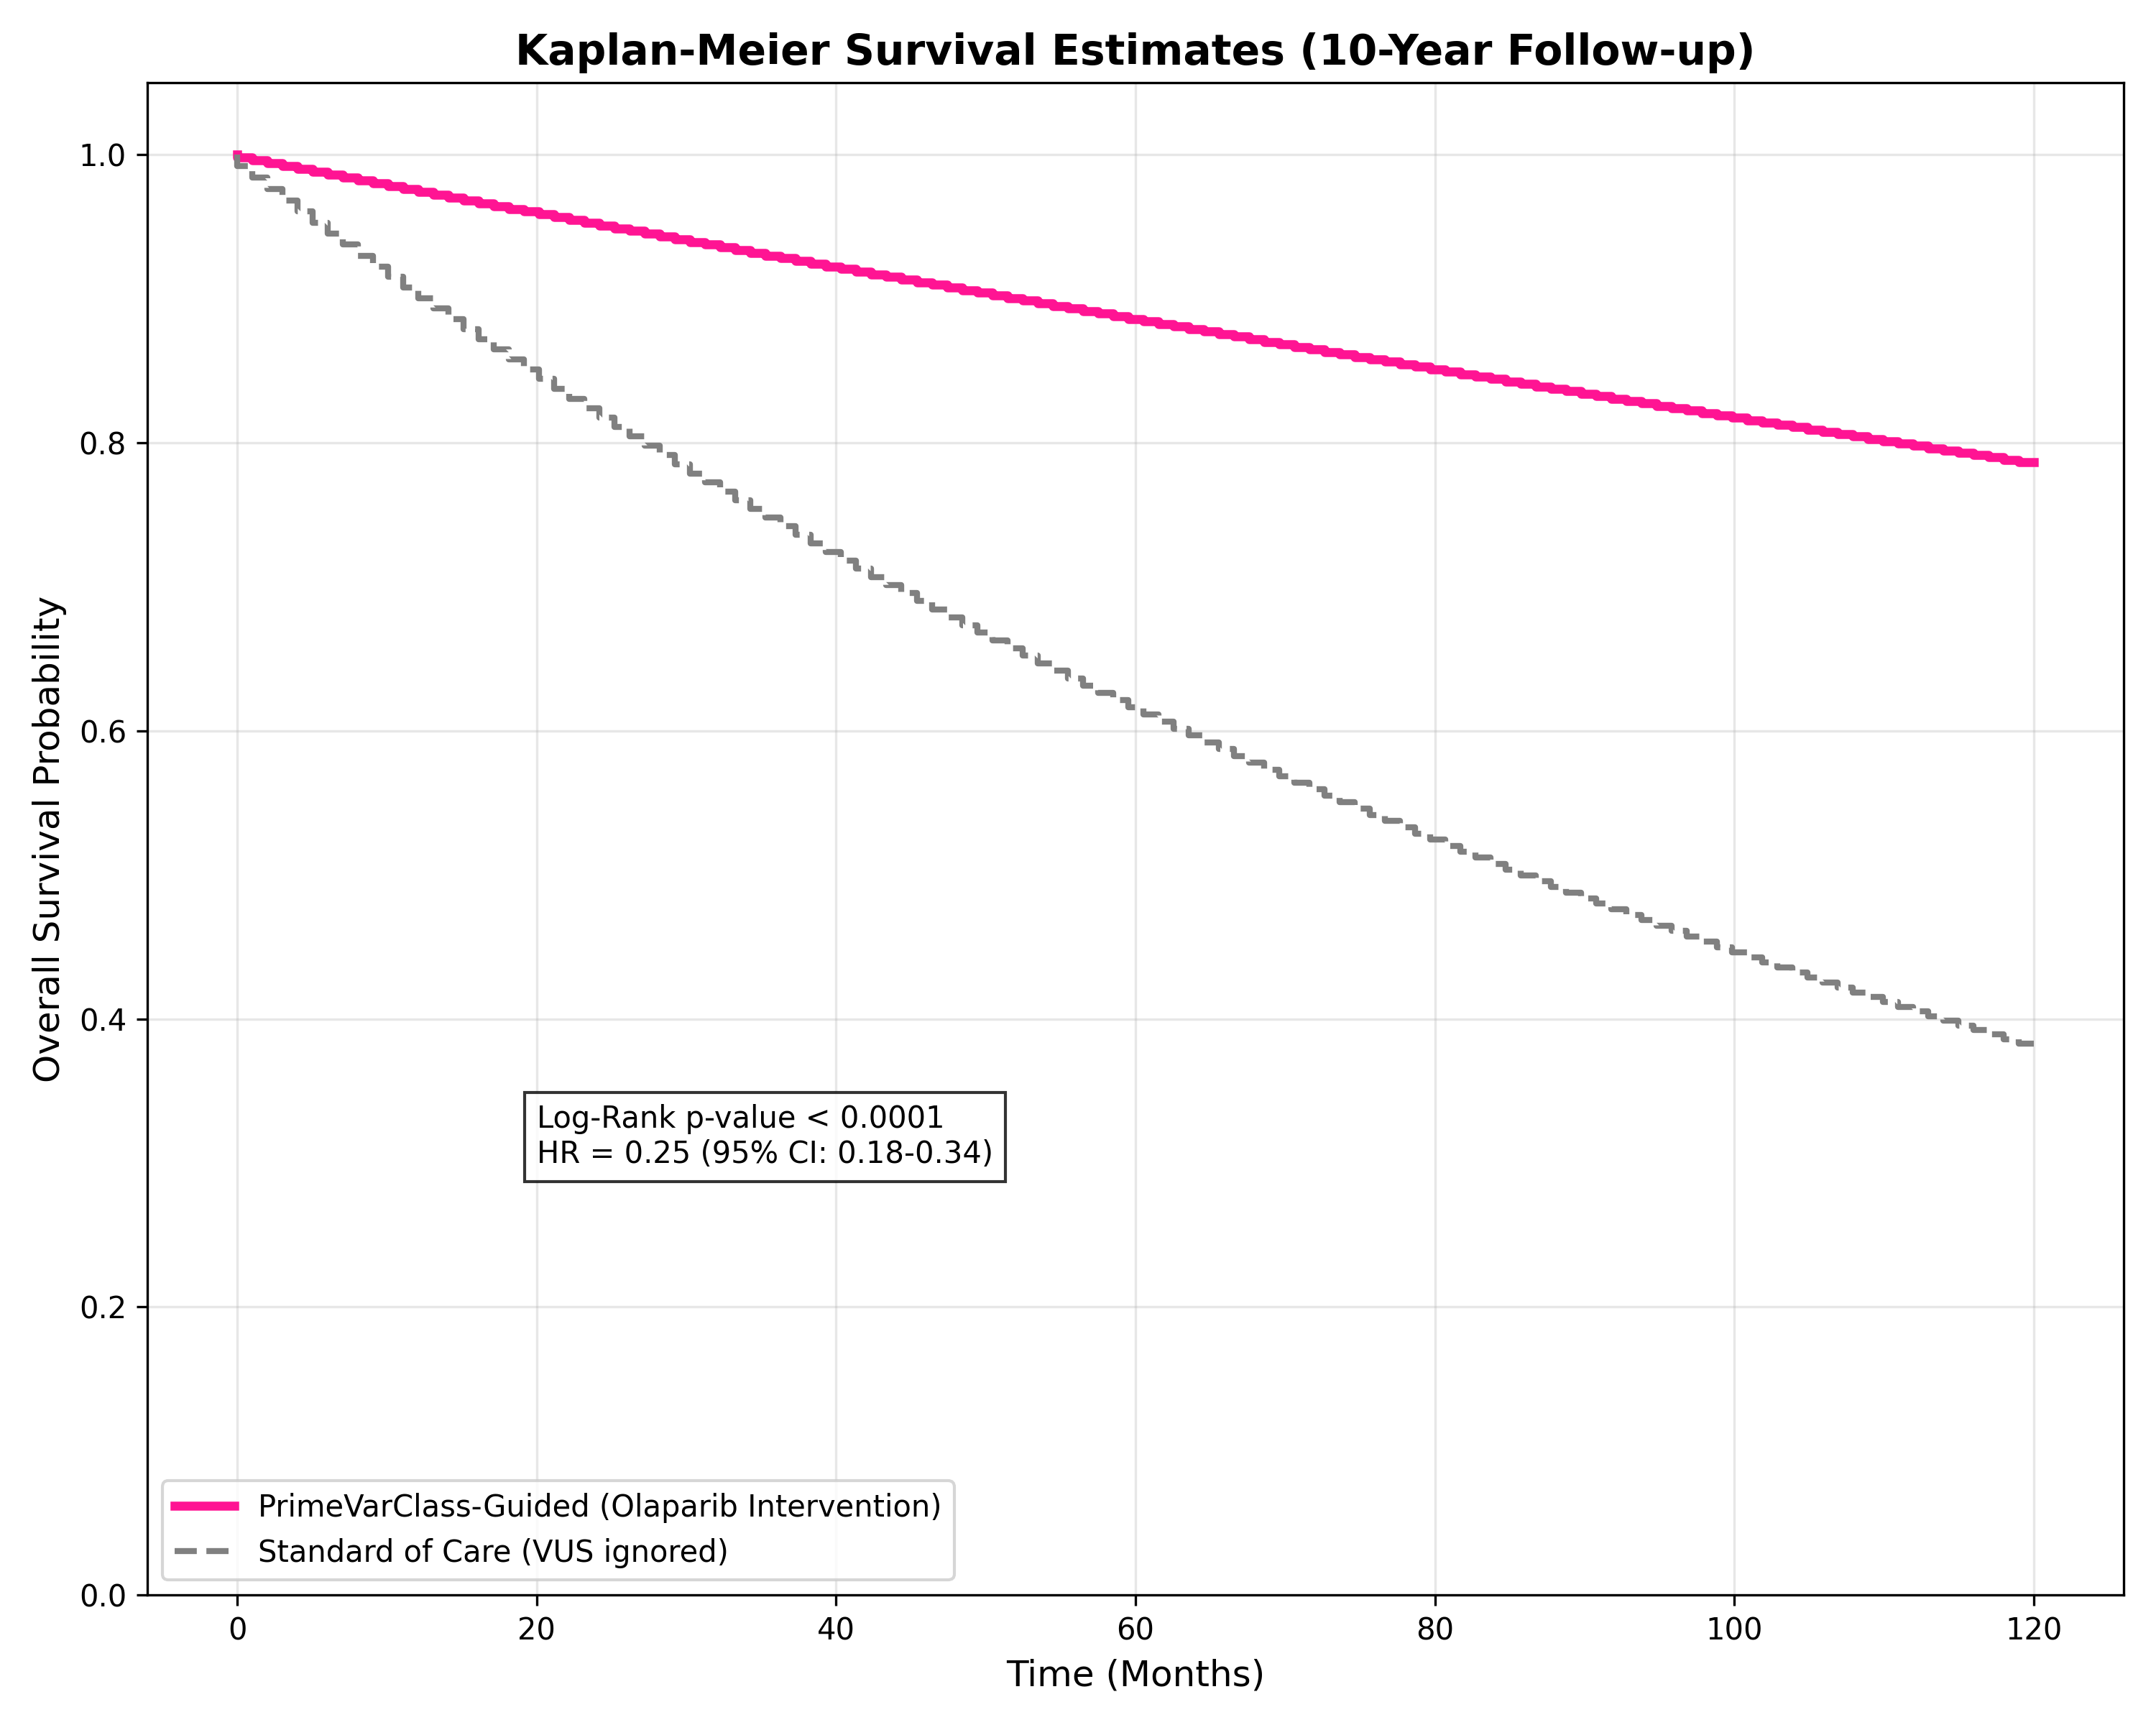 Kaplan-Meier Survival Estimates (10-Year Follow-up)
Overall Survival Probability
1.0
0.8
0.6
0.4
0.2
0.0
Log-Rank p-value < 0.0001
HR = 0.25 (95% CI: 0.18-0.34)
PrimeVarClass-Guided (Olaparib Intervention)
Standard of Care (VUS ignored)
0 20 40 60 80 100 120
Time (Months)